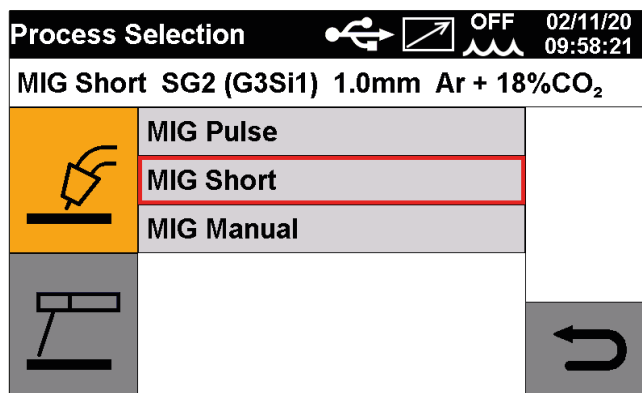 Process Selection OFF 02/11/20
09:58:21
MIG Short SG2 (G3Si1) 1.0mm Ar + 18%CO₂
MIG Pulse
MIG Short
MIG Manual